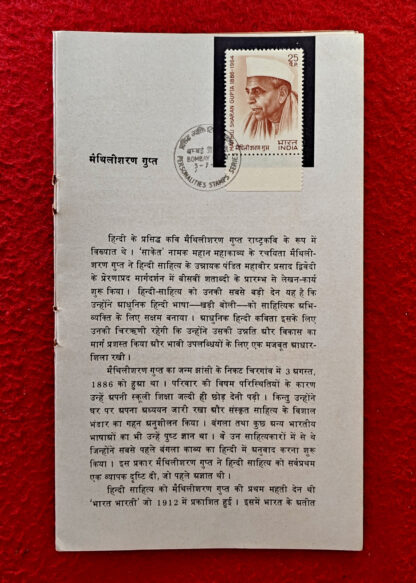 25
MAITHILI SHARAN GUPTA 1886-1964
मैथिलीशरण गुप्त
भारत
INDIA
BOMBAY
PERSONALITIES STAMPS SERIES
मैथिलीशरण गुप्त
हिन्दी के प्रसिद्ध कवि मैथिलीशरण गुप्त राष्ट्रकवि के रूप में
विख्यात थे । 'साकेत' नामक महान महाकाव्य के रचयिता मैथिली-
शरण गुप्त ने हिन्दी साहित्य के उन्नायक पंडित महावीर प्रसाद द्विवेदी
के प्रेरणाप्रद मार्गदर्शन में बीसवीं शताब्दी के प्रारम्भ से लेखन-कार्य
शुरू किया । हिन्दी-साहित्य को उनकी सबसे बड़ी देन यह है कि
उन्होंने आधुनिक हिन्दी भाषा—खड़ी बोली—को साहित्यिक अभि-
व्यक्ति के लिए सक्षम बनाया । आधुनिक हिन्दी कविता इसके लिए
उनकी चिरऋणी रहेगी कि उन्होंने उसकी उन्नति और विकास का
मार्ग प्रशस्त किया और भावी उपलब्धियों के लिए एक मजबूत आधार-
शिला रखी ।
मैथिलीशरण गुप्त का जन्म झांसी के निकट चिरगांव में 3 अगस्त,
1886 को हुआ था । परिवार की विषम परिस्थितियों के कारण
उन्हें अपनी स्कूली शिक्षा जल्दी ही छोड़ देनी पड़ी । किन्तु उन्होंने
घर पर अपना अध्ययन जारी रखा और संस्कृत साहित्य के विशाल
भंडार का गहन अनुशीलन किया । बंगला तथा कुछ अन्य भारतीय
भाषाओं का भी उन्हें पुष्ट ज्ञान था । वे उन साहित्यकारों में से थे
जिन्होंने सबसे पहले बंगला काव्य का हिन्दी में अनुवाद करना शुरू
किया । इस प्रकार मैथिलीशरण गुप्त ने हिन्दी साहित्य को सर्वप्रथम
एक व्यापक दृष्टि दी, जो पहले अज्ञात थी ।
हिन्दी साहित्य को मैथिलीशरण गुप्त की प्रथम महती देन थी
'भारत भारती' जो 1912 में प्रकाशित हुई । इसमें भारत के अतीत